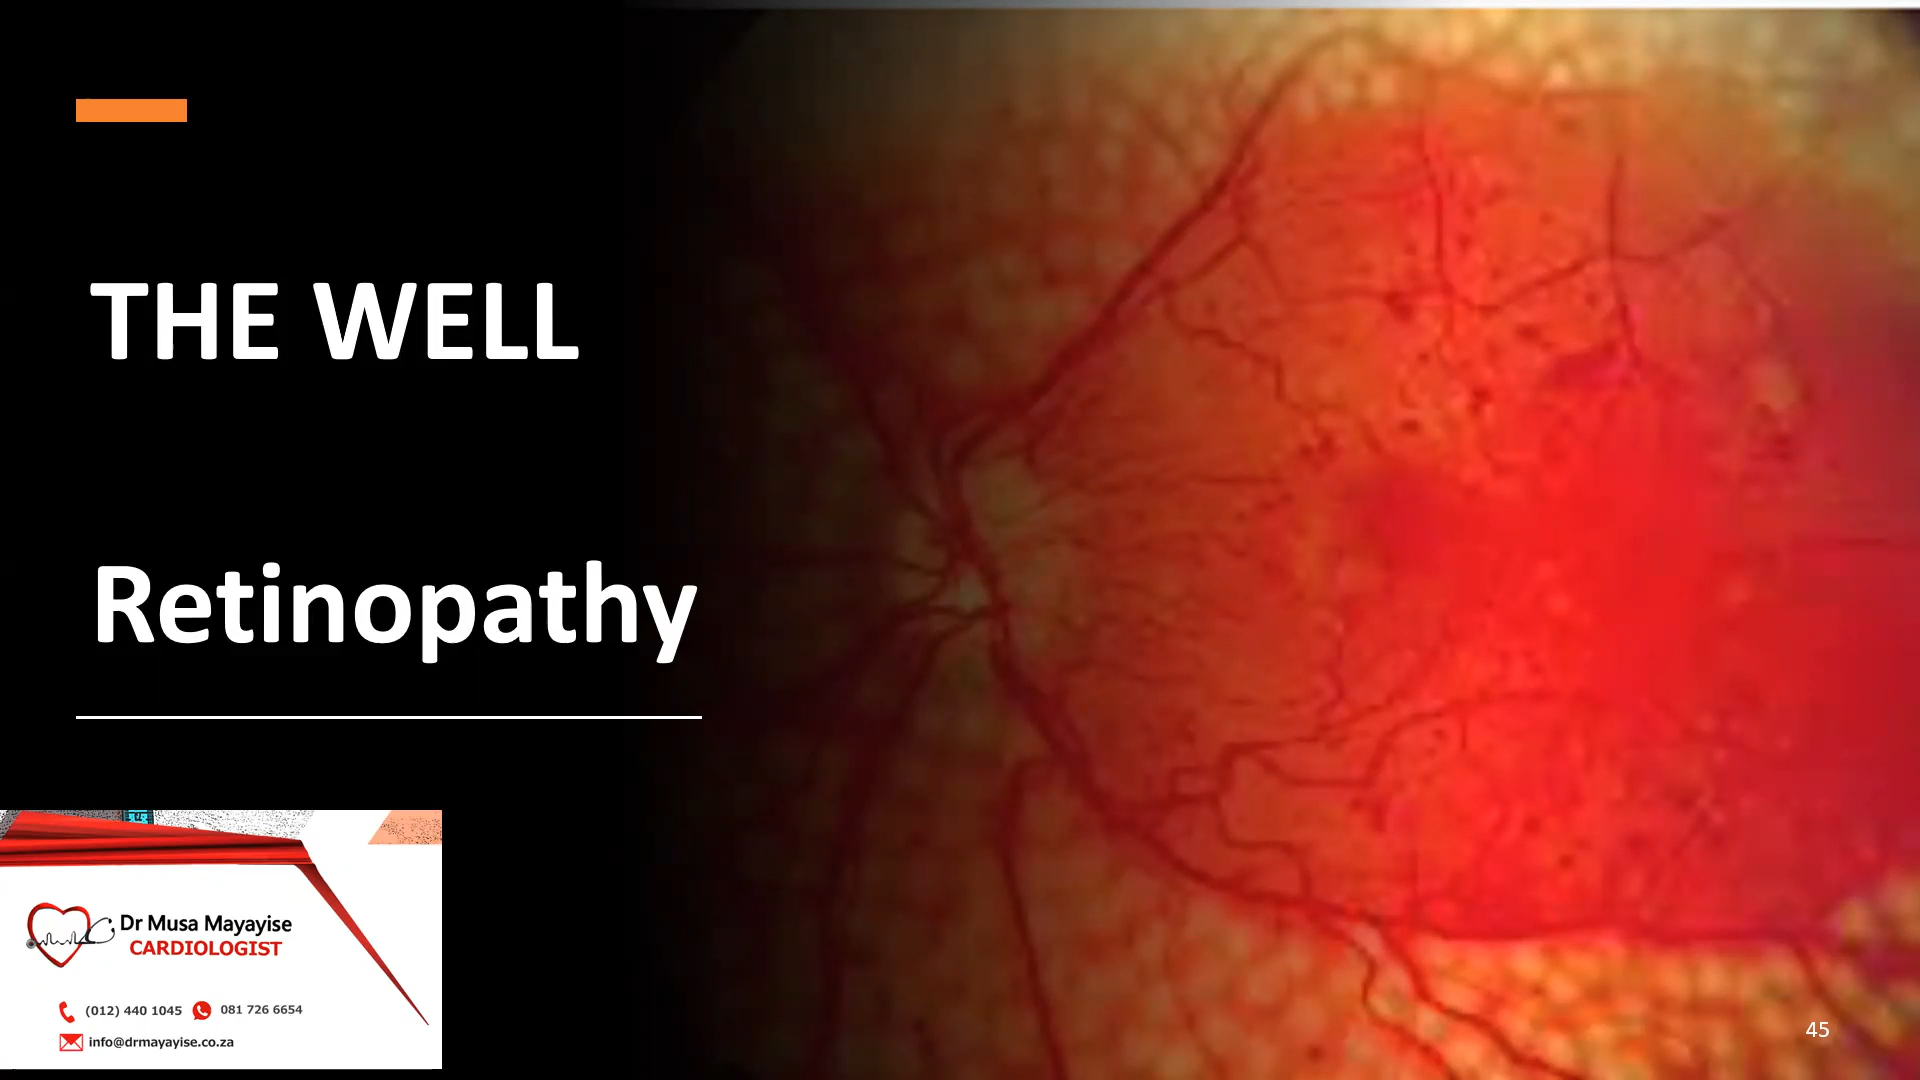 THE WELL
Retinopathy
Dr Musa Mayayise
CARDIOLOGIST
(012) 440 1045 081 726 6654
info@drmayayise.co.za
45